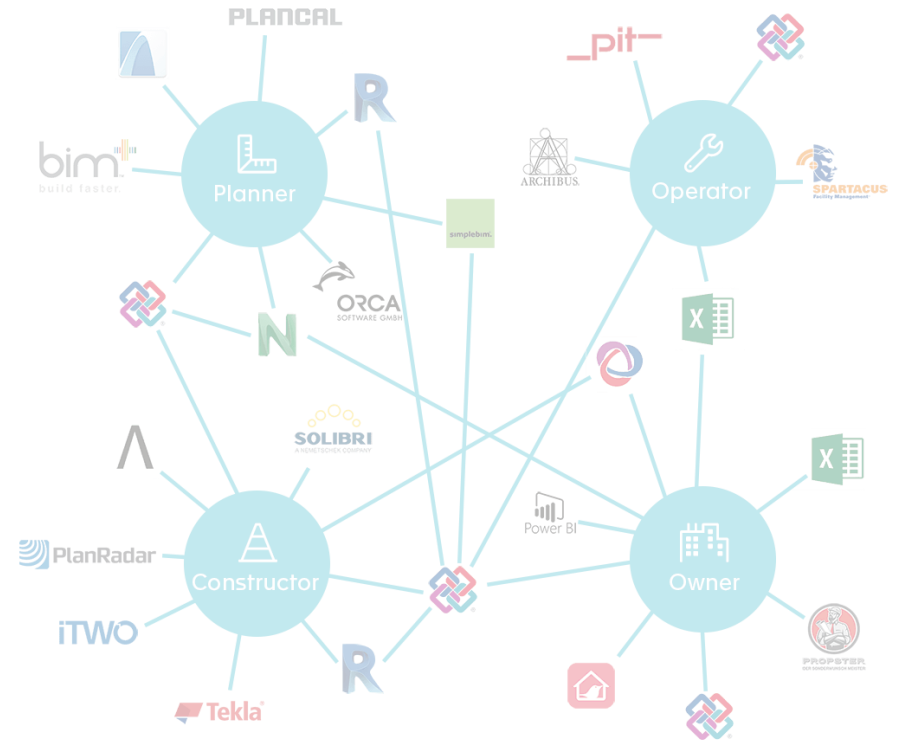 PLANCAL
_pit—
bim+
build faster.
Planner
R
ARCHIBUS.
Operator
SPARTACUS
Facility Management
simplebim.
ORCA
SOFTWARE GMBH
N
X
SOLIBRI
A NEMETSCHEK COMPANY
X
Power BI
PlanRadar
Constructor
Owner
iTWO
R
PROPSTER
Tekla®